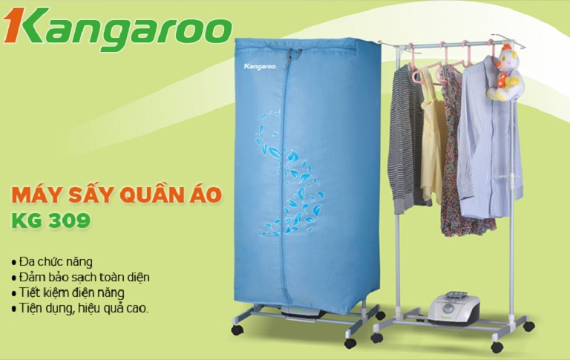 1Kangaroo
Kangaroo
MÁY SẤY QUẦN ÁO
KG 309
• Đa chức năng
• Đảm bảo sạch toàn diện
• Tiết kiệm điện năng
• Tiện dụng, hiệu quả cao.